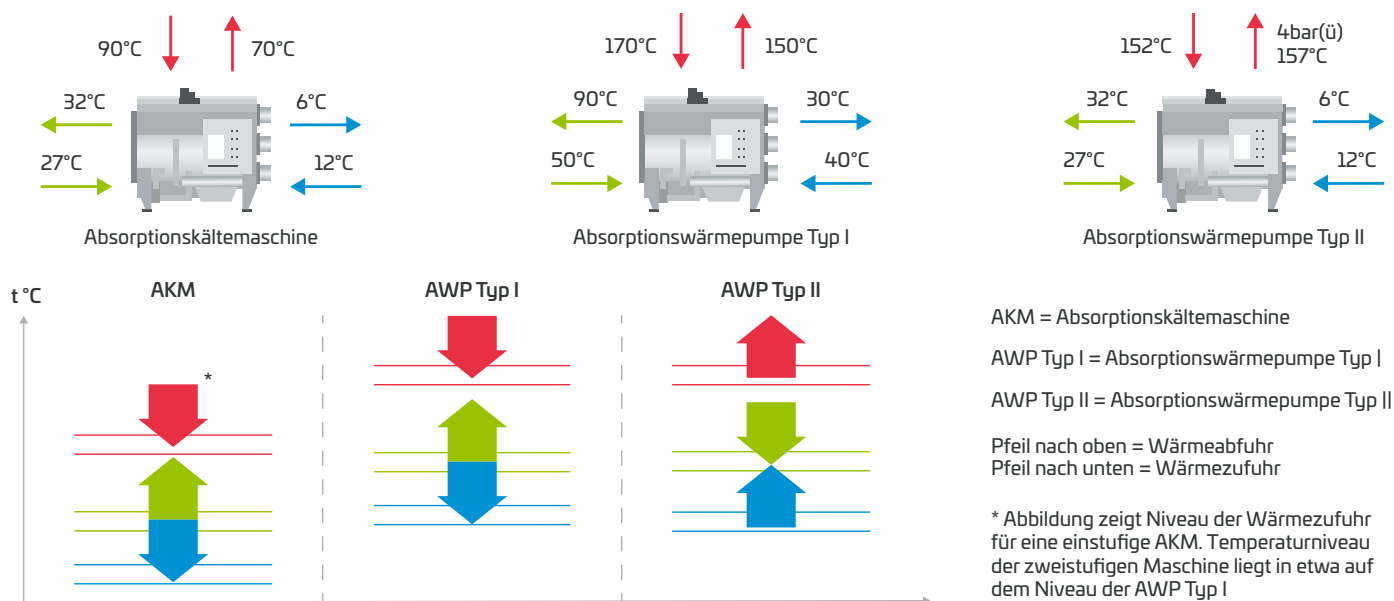 90°C
70°C
32°C
6°C
27°C
12°C
Absorptionskältemaschine
170°C
150°C
90°C
30°C
50°C
40°C
Absorptionswärmepumpe Typ I
152°C
4bar(ü)
157°C
32°C
6°C
27°C
12°C
Absorptionswärmepumpe Typ II
t °C
AKM
AWP Typ I
AWP Typ II
*
AKM = Absorptionskältemaschine
AWP Typ I = Absorptionswärmepumpe Typ |
AWP Typ II = Absorptionswärmepumpe Typ ||
Pfeil nach oben = Wärmeabfuhr
Pfeil nach unten = Wärmezufuhr
* Abbildung zeigt Niveau der Wärmezufuhr
für eine einstufige AKM. Temperaturniveau
der zweistufigen Maschine liegt in etwa auf
dem Niveau der AWP Typ I